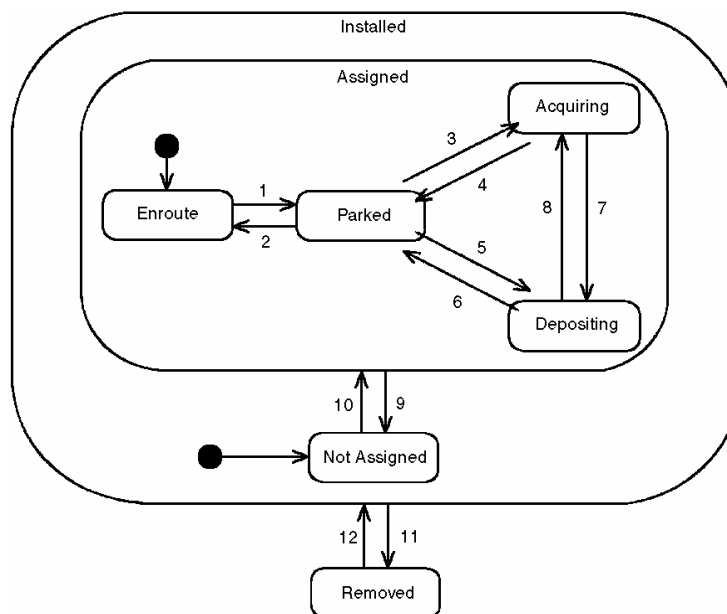 Installed
Assigned
Acquiring
3
4
1
Enroute
Parked
8
7
2
5
6
Depositing
10
9
Not Assigned
12
11
Removed